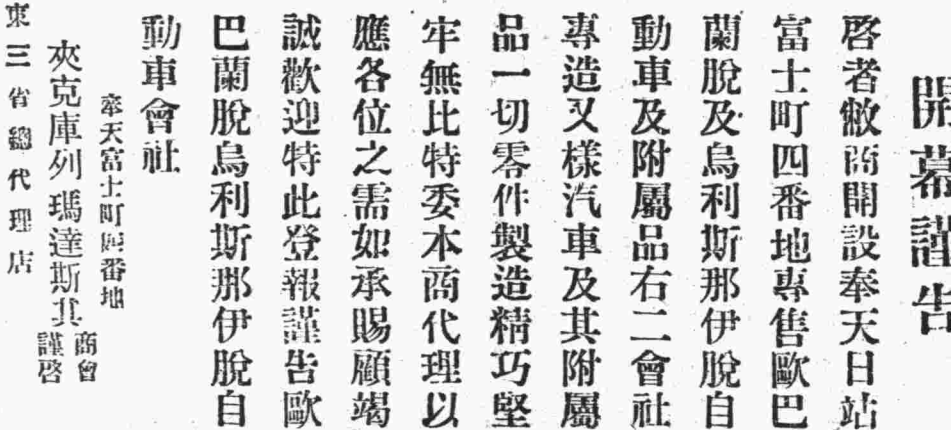 開幕謹告
啓者敝商開設奉天日站
富士町四番地專售歐巴
蘭脫及烏利斯那伊脫自
動車及附屬品右二會社
專造又樣汽車及其附屬
品一切零件製造精巧堅
牢無比特委本商代理以
應各位之需如承賜顧竭
誠歡迎特此登報謹告歐
巴蘭脫烏利斯那伊脫自
動車會社
奉天富士町四番地
夾克庫列瑪達斯其商會
謹啓
東三省總代理店